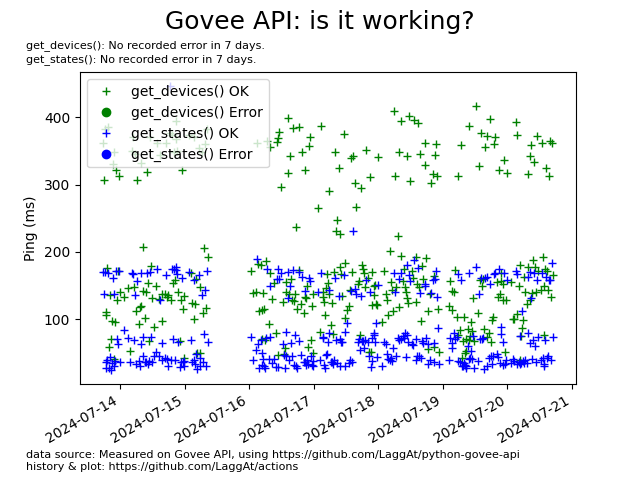 Govee API: is it working?
get_devices(): No recorded error in 7 days.
get_states(): No recorded error in 7 days.
get_devices() OK
get_devices() Error
get_states() OK
get_states() Error
Ping (ms)
400
300
200
100
2024-07-14
2024-07-15
2024-07-16
2024-07-17
2024-07-18
2024-07-19
2024-07-20
2024-07-21
data source: Measured on Govee API, using https://github.com/LaggAt/python-govee-api
history & plot: https://github.com/LaggAt/actions